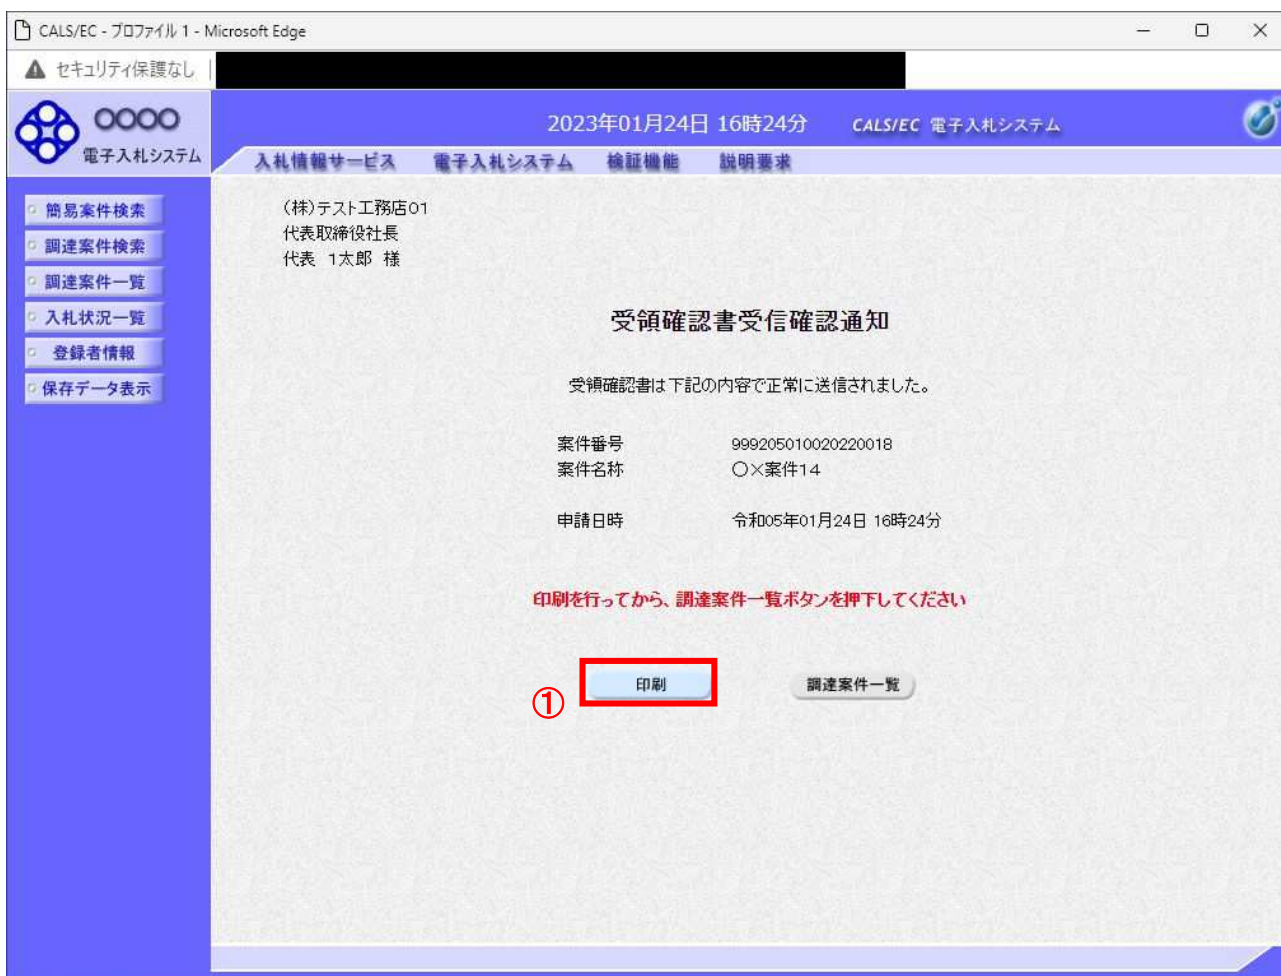 CALS/EC - プロファイル 1 - Microsoft Edge
セキュリティ保護なし
〇〇〇〇
電子入札システム
2023年01月24日 16時24分
CALS/EC 電子入札システム
入札情報サービス 電子入札システム 検証機能 説明要求
簡易案件検索
調達案件検索
調達案件一覧
入札状況一覧
登録者情報
保存データ表示
(株)テスト工務店01
代表取締役社長
代表 1太郎 様
受領確認書受信確認通知
受領確認書は下記の内容で正常に送信されました。
案件番号 999205010020220018
案件名称 〇×案件14
申請日時 令和05年01月24日 16時24分
印刷を行ってから、調達案件一覧ボタンを押下してください
① 印刷 調達案件一覧